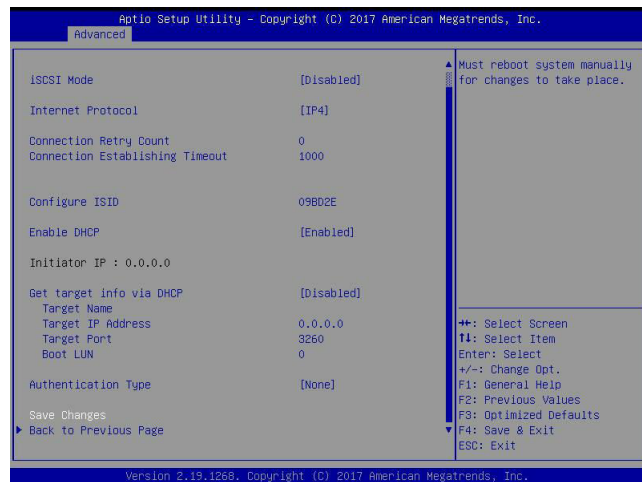 Aptio Setup Utility – Copyright (C) 2017 American Megatrends, Inc.
Advanced
iSCSI Mode [Disabled]
Internet Protocol [IP4]
Connection Retry Count 0
Connection Establishing Timeout 1000
Configure ISID 09BD2E
Enable DHCP [Enabled]
Initiator IP : 0.0.0.0
Get target info via DHCP [Disabled]
Target Name
Target IP Address 0.0.0.0
Target Port 3260
Boot LUN 0
Authentication Type [None]
Save Changes
Back to Previous Page
Must reboot system manually
for changes to take place.
→←: Select Screen
↑↓: Select Item
Enter: Select
+/-: Change Opt.
F1: General Help
F2: Previous Values
F3: Optimized Defaults
F4: Save & Exit
ESC: Exit
Version 2.19.1268. Copyright (C) 2017 American Megatrends, Inc.